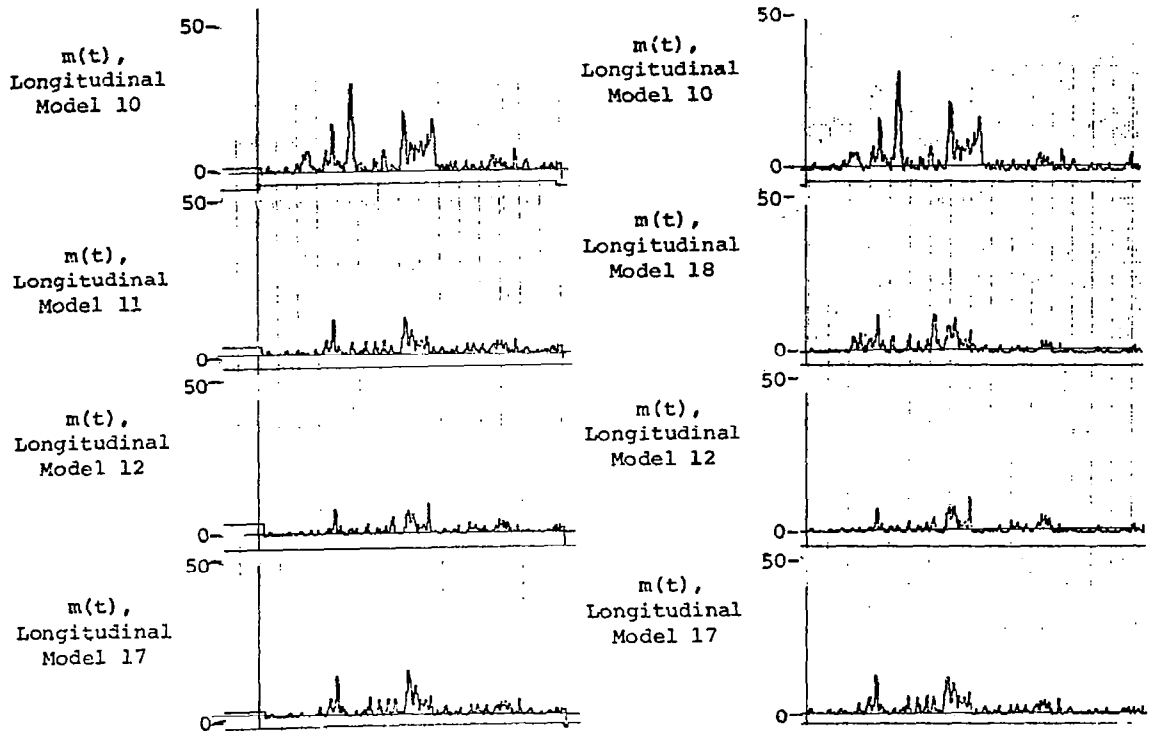 50-
m(t),
Longitudinal
Model 10
0-
50-
m(t),
Longitudinal
Model 11
0-
50-
m(t),
Longitudinal
Model 12
0-
50-
m(t),
Longitudinal
Model 17
0-
50-
m(t),
Longitudinal
Model 10
0-
50-
m(t),
Longitudinal
Model 18
0-
50-
m(t),
Longitudinal
Model 12
0-
50-
m(t),
Longitudinal
Model 17
0-